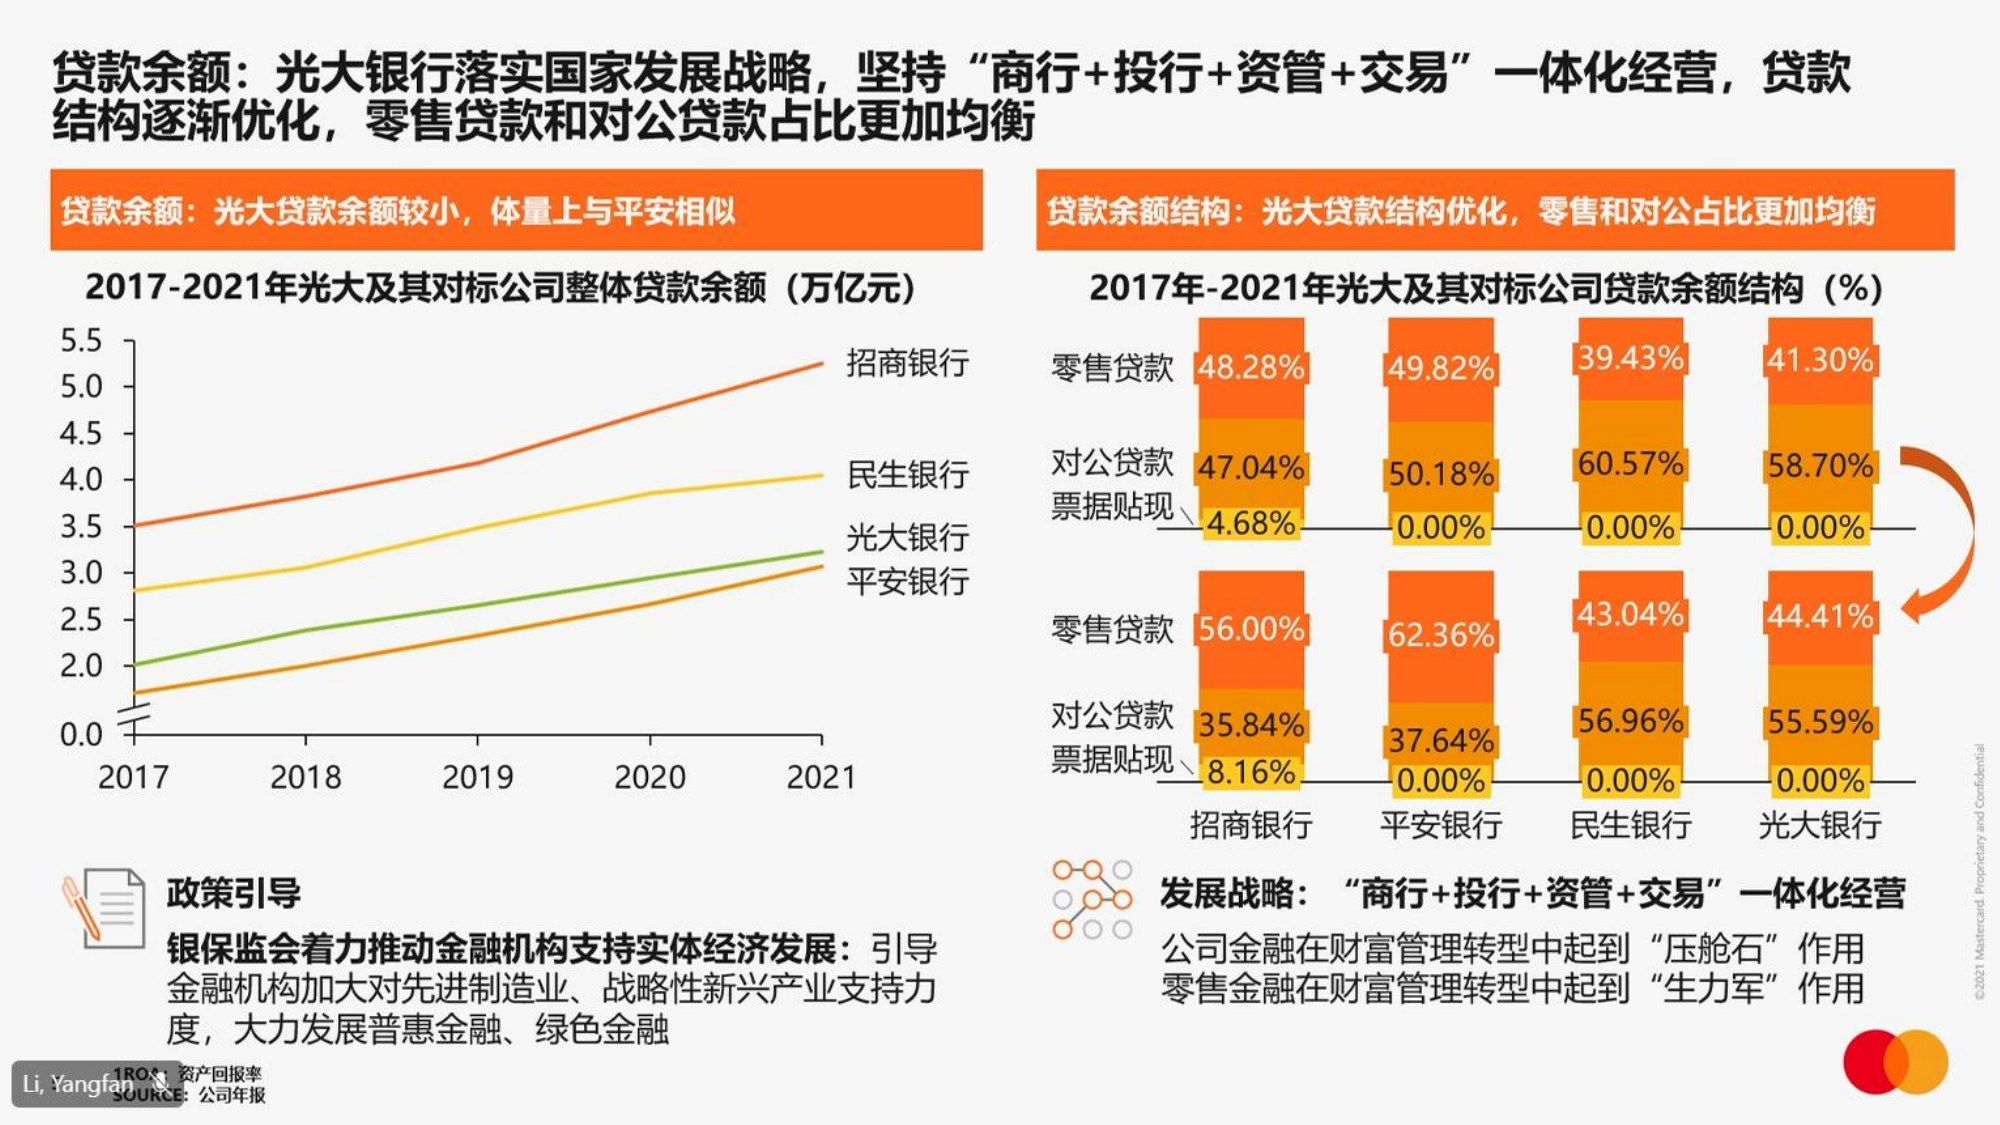 贷款余额：光大银行落实国家发展战略，坚持“商行+投行+资管+交易”一体化经营，贷款
结构逐渐优化，零售贷款和对公贷款占比更加均衡
贷款余额：光大贷款余额较小，体量上与平安相似
2017-2021年光大及其对标公司整体贷款余额（万亿元）
5.5
5.0
4.5
4.0
3.5
3.0
2.5
2.0
0.0
2017 2018 2019 2020 2021
招商银行
民生银行
光大银行
平安银行
政策引导
银保监会着力推动金融机构支持实体经济发展：引导
金融机构加大对先进制造业、战略性新兴产业支持力
度，大力发展普惠金融、绿色金融
贷款余额结构：光大贷款结构优化，零售和对公占比更加均衡
2017年-2021年光大及其对标公司贷款余额结构（%）
零售贷款 48.28% 49.82% 39.43% 41.30%
对公贷款 47.04% 50.18% 60.57% 58.70%
票据贴现 4.68% 0.00% 0.00% 0.00%
零售贷款 56.00% 62.36% 43.04% 44.41%
对公贷款 35.84% 37.64% 56.96% 55.59%
票据贴现 8.16% 0.00% 0.00% 0.00%
招商银行 平安银行 民生银行 光大银行
发展战略：“商行+投行+资管+交易”一体化经营
公司金融在财富管理转型中起到“压舱石”作用
零售金融在财富管理转型中起到“生力军”作用
©2021 Mastercard. Proprietary and Confidential
1ROA：资产回报率
SOURCE：公司年报
Li, Yangfan